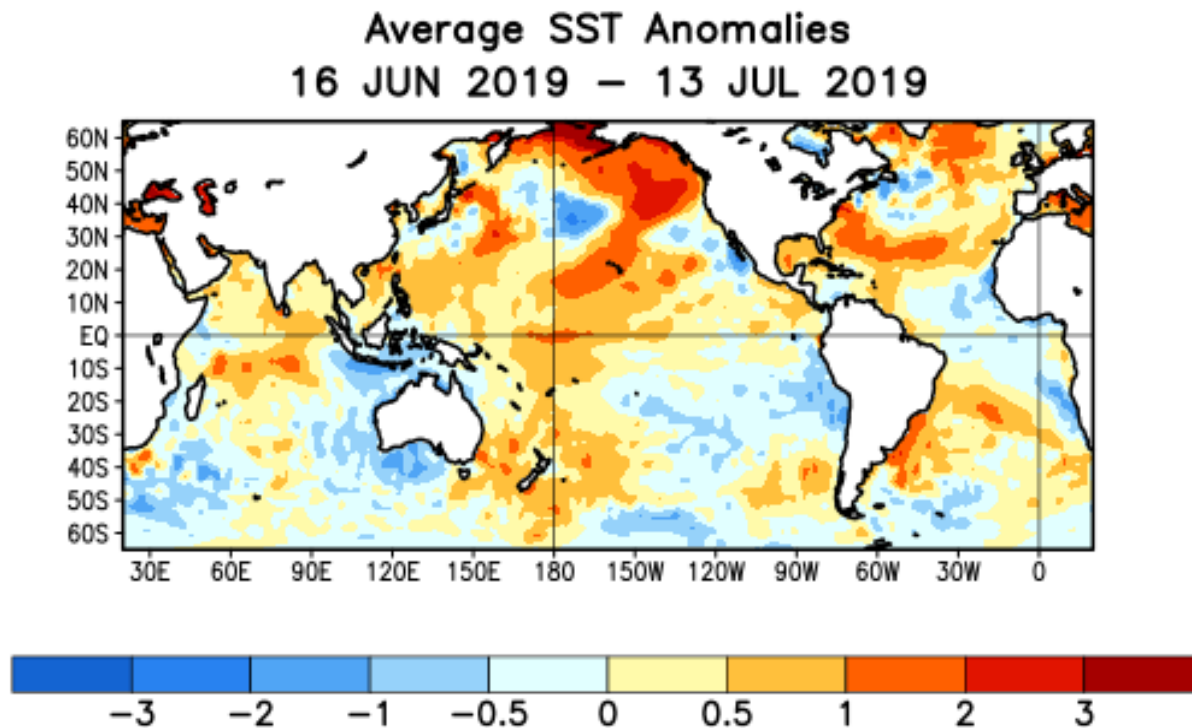 Average SST Anomalies
16 JUN 2019 – 13 JUL 2019
60N
50N
40N
30N
20N
10N
EQ
10S
20S
30S
40S
50S
60S
30E 60E 90E 120E 150E 180 150W 120W 90W 60W 30W 0
-3 -2 -1 -0.5 0 0.5 1 2 3